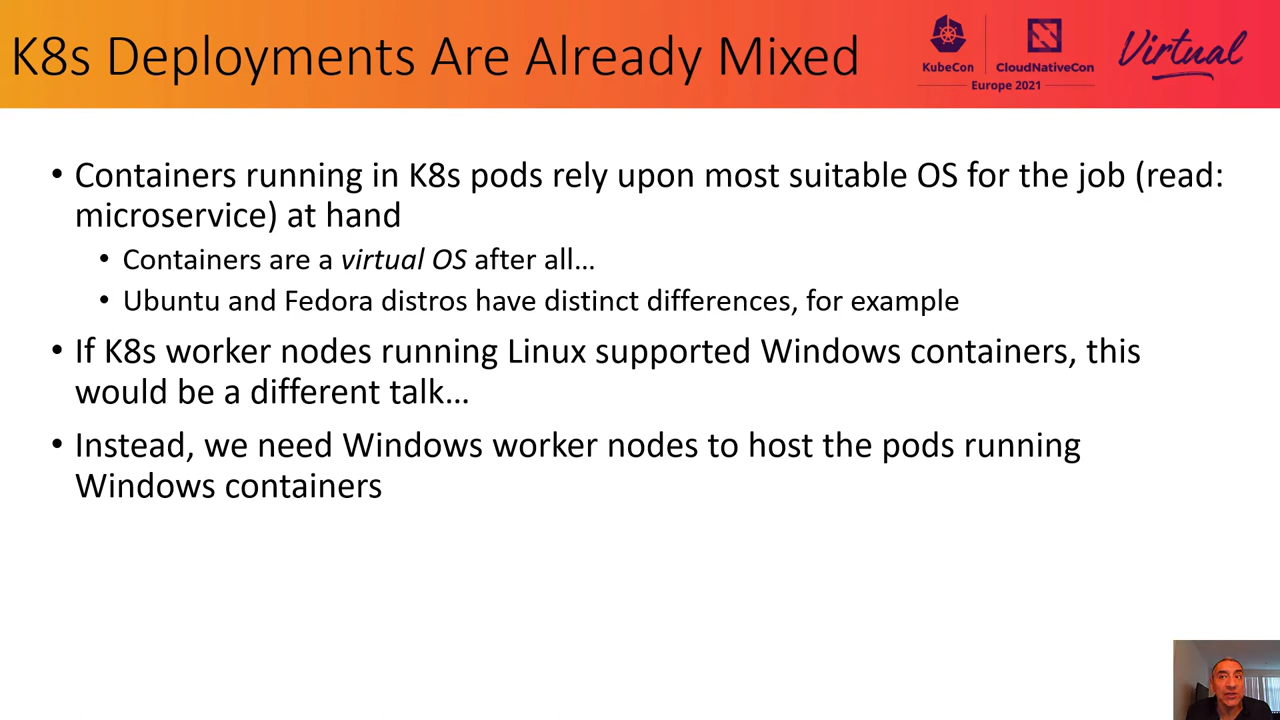 K8s Deployments Are Already Mixed
KubeCon
CloudNativeCon
Europe 2021
Virtual
• Containers running in K8s pods rely upon most suitable OS for the job (read:
microservice) at hand
• Containers are a virtual OS after all…
• Ubuntu and Fedora distros have distinct differences, for example
• If K8s worker nodes running Linux supported Windows containers, this
would be a different talk…
• Instead, we need Windows worker nodes to host the pods running
Windows containers